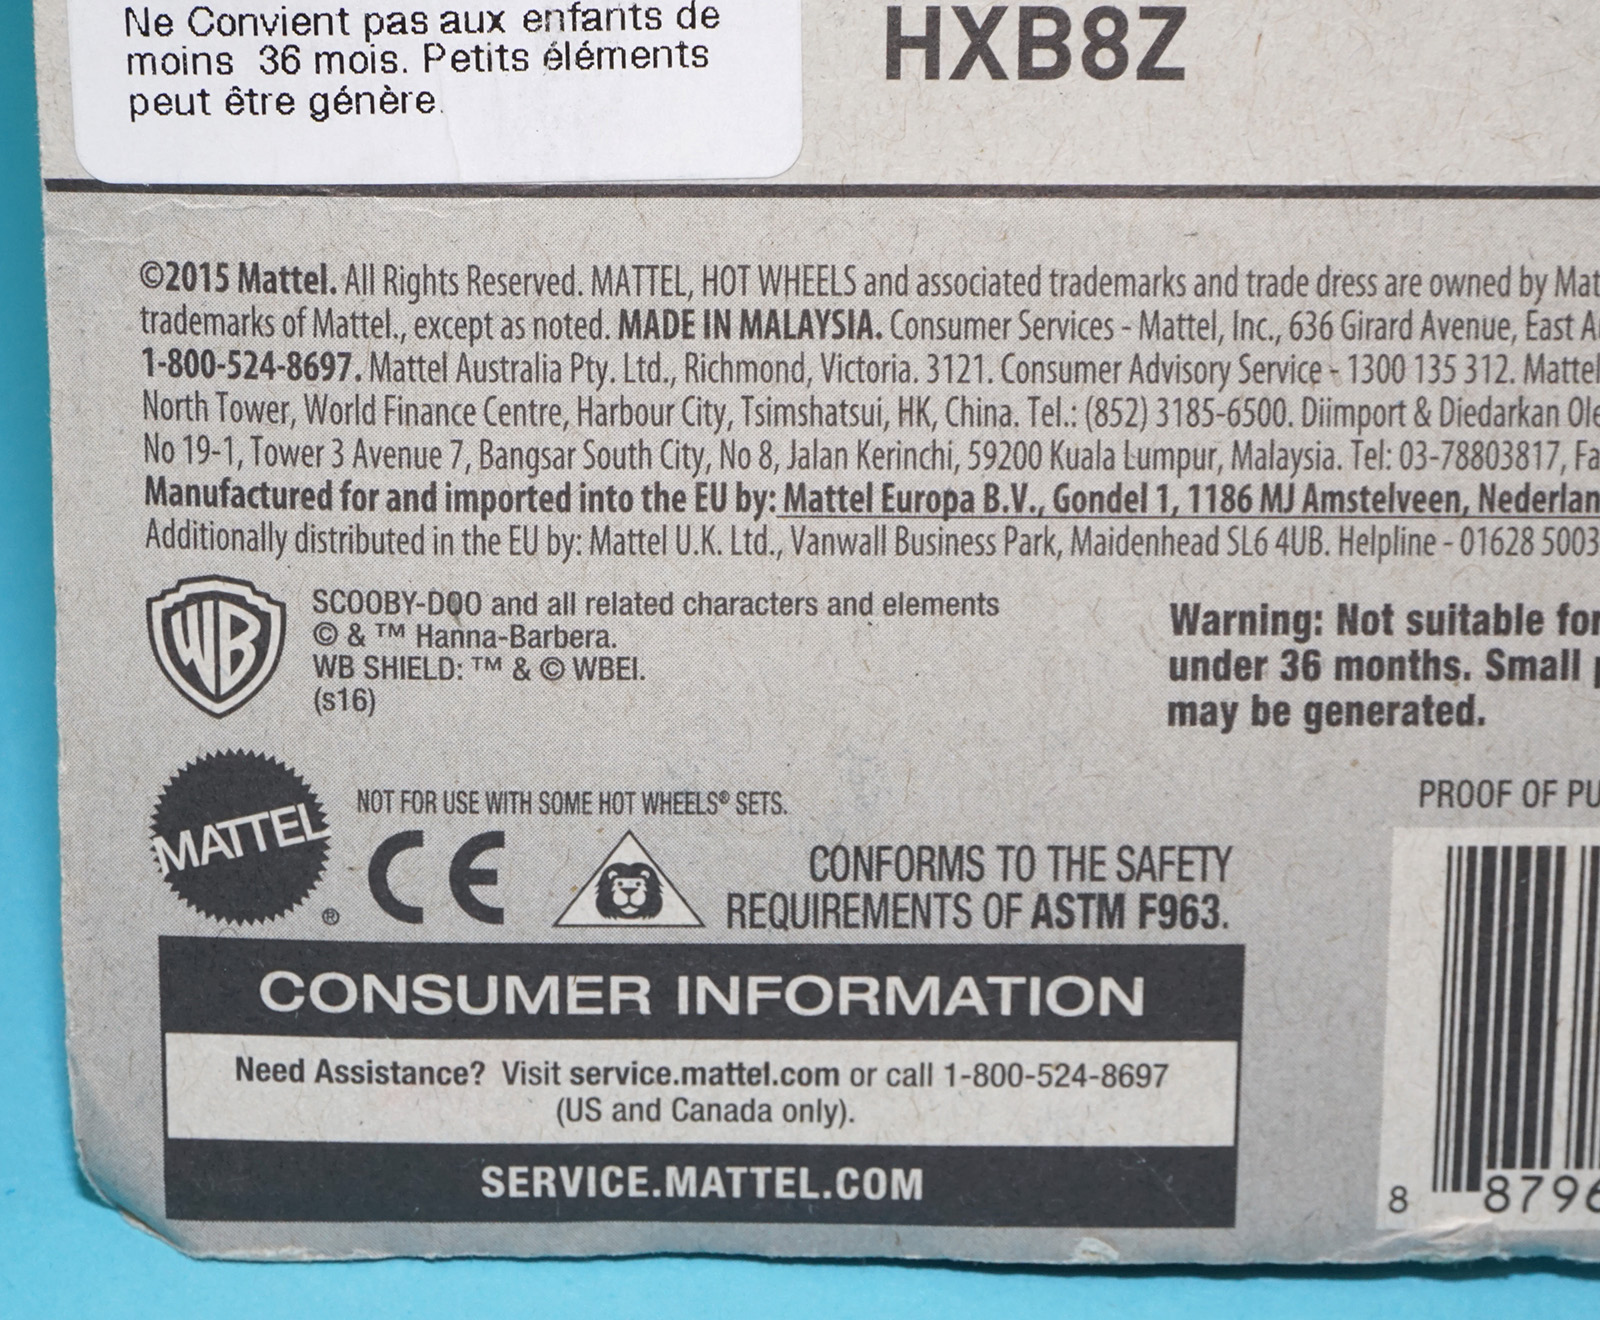 Ne Convient pas aux enfants de
moins 36 mois. Petits éléments
peut être génère.
HXB8Z
©2015 Mattel. All Rights Reserved. MATTEL, HOT WHEELS and associated trademarks and trade dress are owned by Mat
trademarks of Mattel., except as noted. MADE IN MALAYSIA. Consumer Services - Mattel, Inc., 636 Girard Avenue, East A
1-800-524-8697. Mattel Australia Pty. Ltd., Richmond, Victoria. 3121. Consumer Advisory Service - 1300 135 312. Mattel
North Tower, World Finance Centre, Harbour City, Tsimshatsui, HK, China. Tel.: (852) 3185-6500. Diimport & Diedarkan Ole
No 19-1, Tower 3 Avenue 7, Bangsar South City, No 8, Jalan Kerinchi, 59200 Kuala Lumpur, Malaysia. Tel: 03-78803817, Fa
Manufactured for and imported into the EU by: Mattel Europa B.V., Gondel 1, 1186 MJ Amstelveen, Nederlan
Additionally distributed in the EU by: Mattel U.K. Ltd., Vanwall Business Park, Maidenhead SL6 4UB. Helpline - 01628 5003
WB
SCOOBY-DOO and all related characters and elements
© & ™ Hanna-Barbera.
WB SHIELD: ™ & © WBEI.
(s16)
Warning: Not suitable for
under 36 months. Small
may be generated.
MATTEL
®
NOT FOR USE WITH SOME HOT WHEELS® SETS.
CE
CONFORMS TO THE SAFETY
REQUIREMENTS OF ASTM F963.
PROOF OF PU
CONSUMER INFORMATION
Need Assistance? Visit service.mattel.com or call 1-800-524-8697
(US and Canada only).
SERVICE.MATTEL.COM
8 8796